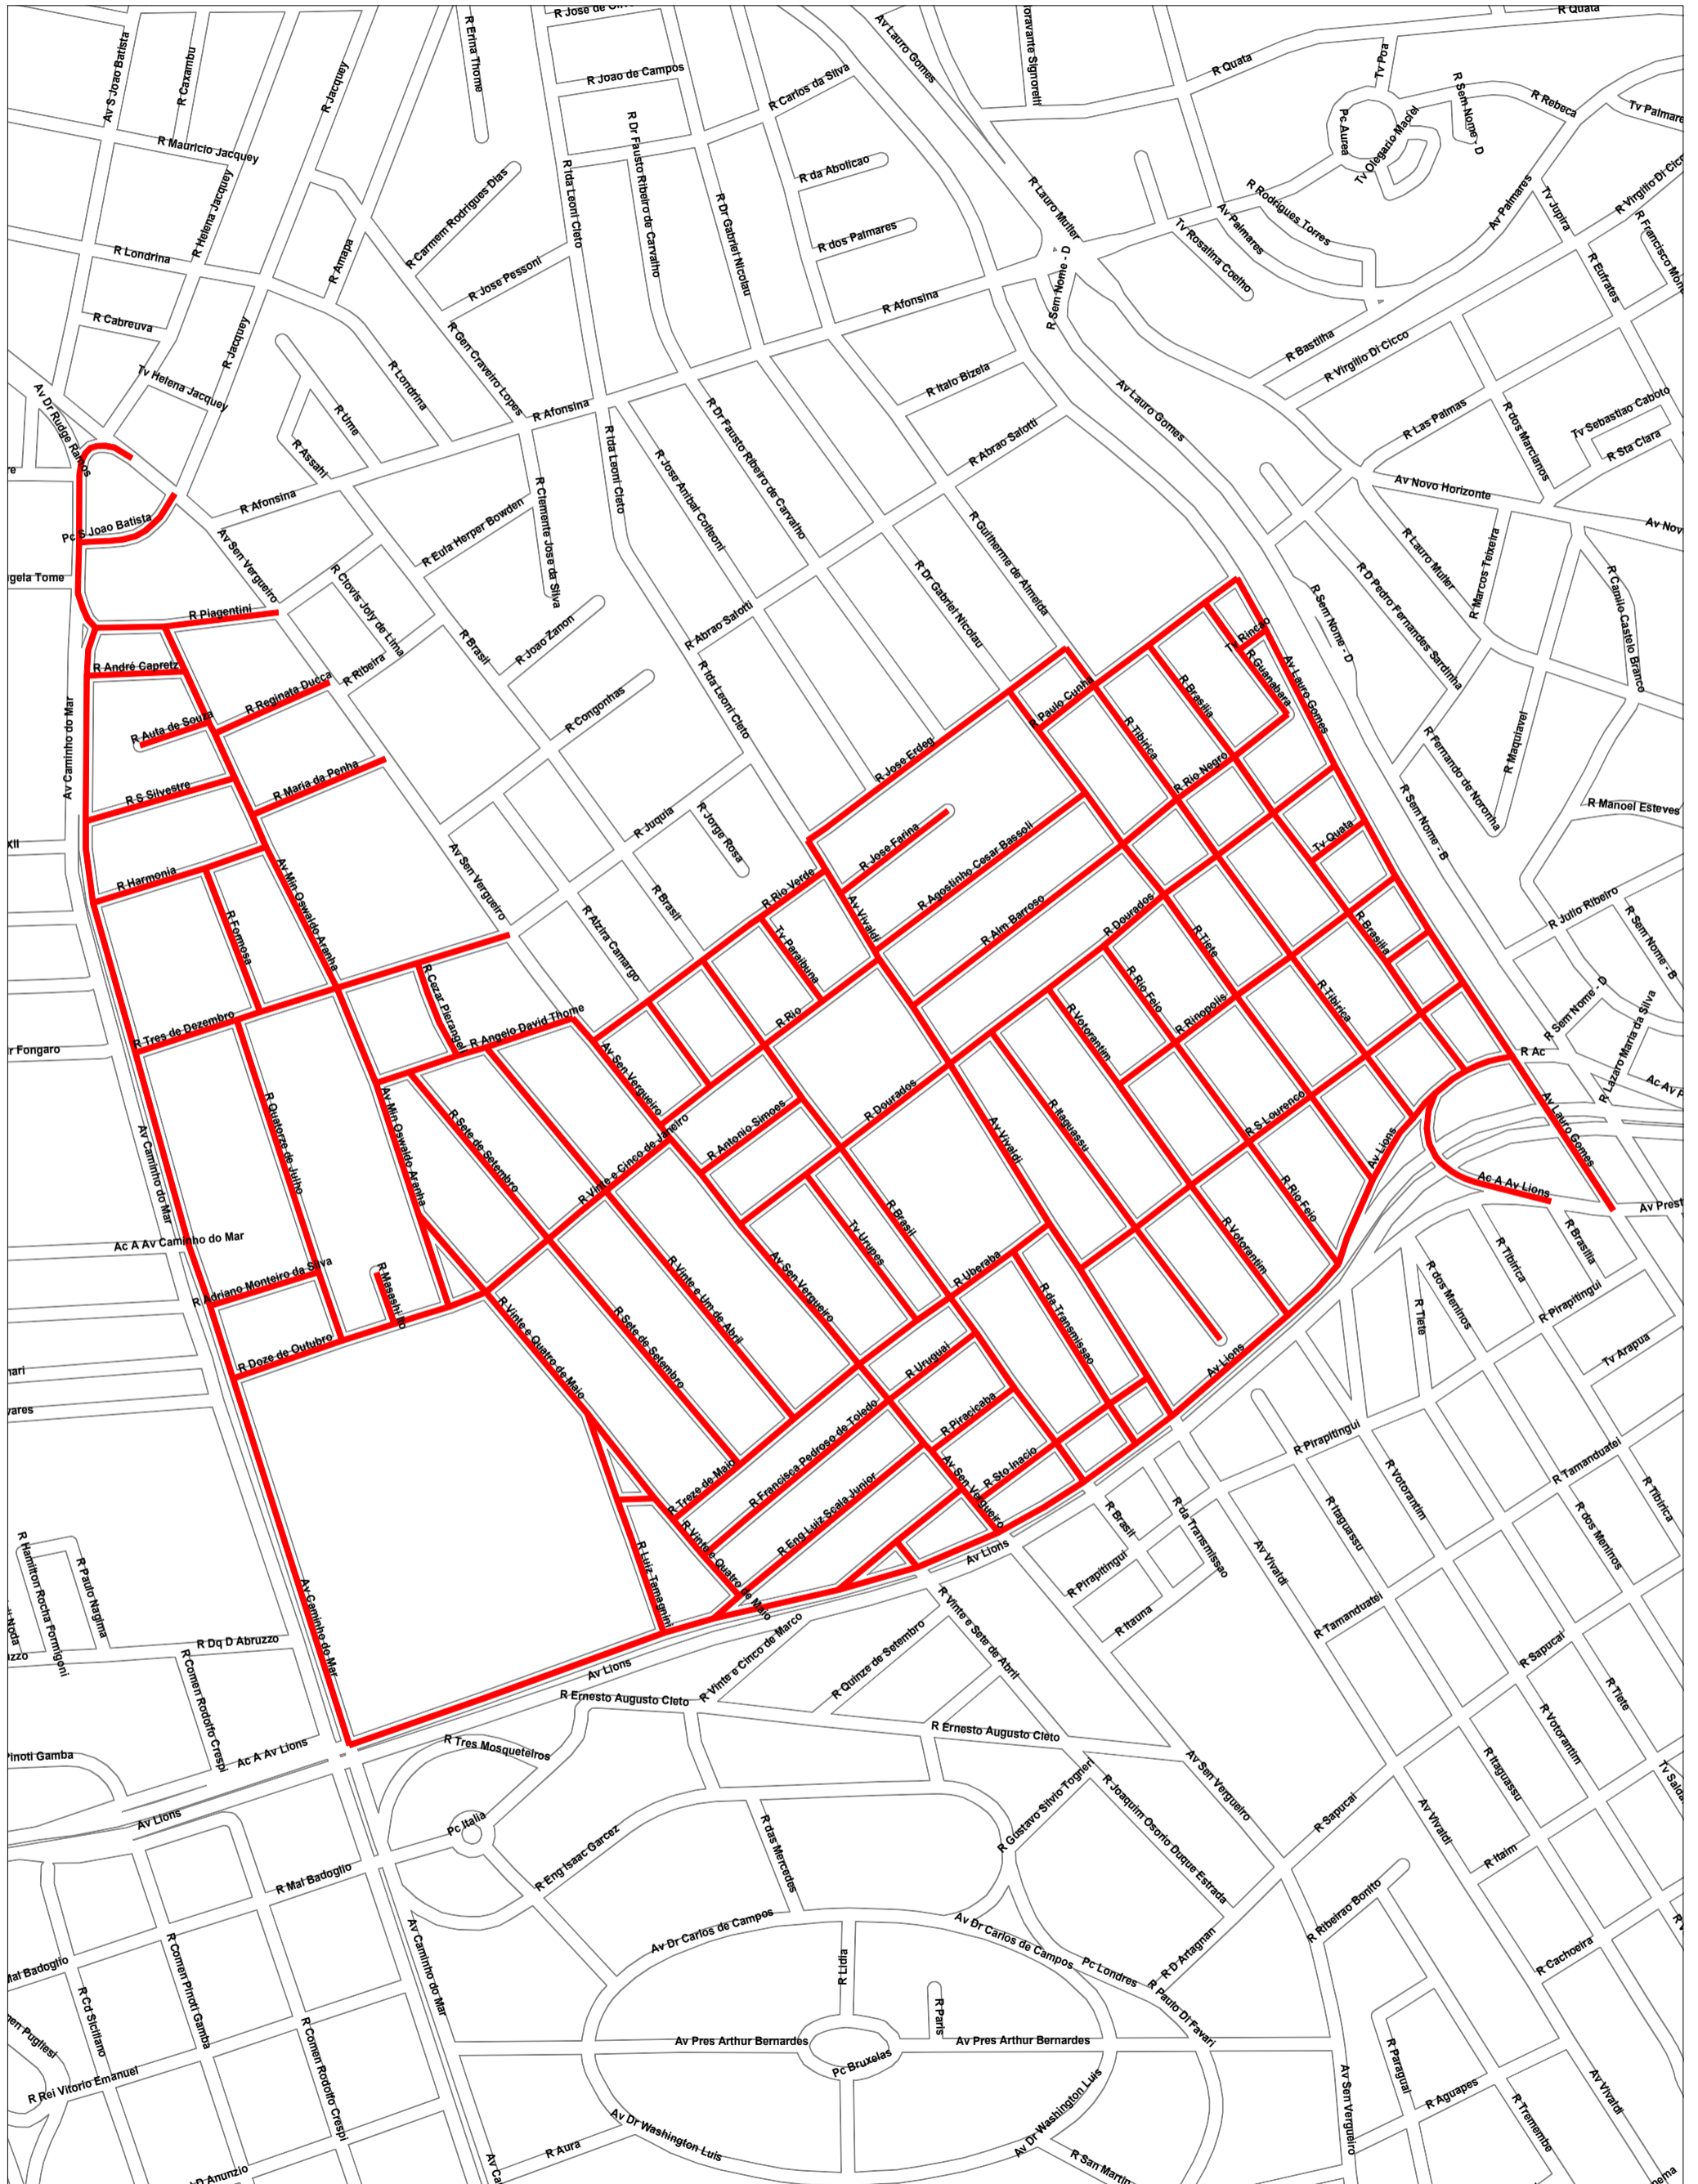 R Quata
Av S Joao Batista
R Caxambu
R Jacquey
R Erina Thome
R Joao de Campos
R Carlos da Silva
Av Lauro Gomes
R Quata
Tv Poa
R Sem Nome - D
R Rebeca
R Mauricio Jacquey
R Helena Jacquey
R Dr Fausto Ribeiro de Carvalho
R Ida Leoni Cleto
R da Abolicao
Pc Aurea
Tv Olegario Maciel
R Carmem Rodrigues Dias
R Dr Gabriel Nicolau
R Lauro Muller
R Rodrigues Torres
Av Palmares
Av Palmares
Tv Jupira
R Londrina
R Amapa
R Jose Pessoni
R dos Palmares
Tv Rosalina Coelho
R Eufrates
R Cabreuva
R Jacquey
R Gen Craveiro Lopes
R Afonsina
R Sem Nome - D
R Bastilha
R Virgilio Di Cicco
Tv Helena Jacquey
R Londrina
R Italo Bizela
Av Lauro Gomes
R Las Palmas
R dos Marcianos
Tv Sebastiao Caboto
R Sta Clara
Av Dr Rudge Ramos
R Ume
R Assahi
R Afonsina
R Ida Leoni Cleto
R Dr Fausto Ribeiro de Carvalho
R Abrao Safotti
R Jose Anibal Colleoni
Av Novo Horizonte
R Afonsina
Pc S Joao Batista
Av Sen Vergueiro
R Eufa Herper Bowden
R Clemente Jose da Silva
R Guilherme de Almeida
R Lauro Muller
R Marcos Teixeira
R Camilo Castelo Branco
R D Pedro Fernandes Sardinha
R Piagentini
R Clovis Joly de Lima
R Brasil
R Joao Zanon
R Abrao Safotti
R Dr Gabriel Nicolau
R Sem Nome - D
Tv Rincao
R Guanabara
R André Capretz
R Reginata Ducca
R Ribeira
R Ida Leoni Cleto
R Paulo Cunha
R Brasilia
Av Lauro Gomes
Av Caminho do Mar
R Auta de Souza
R Congonhas
R Tibirica
R Fernando de Noronha
R Maquiavel
R S Silvestre
R Maria da Penha
R Jose Erdeg
R Rio Negro
R Sem Nome - B
R Manoel Esteves
R Juquia
R Jorge Rosa
R Jose Farina
R Agostinho Cesar Bassoli
Tv Quata
R Harmonia
Av Min Oswaldo Aranha
Av Sen Vergueiro
R Brasil
R Rio Verde
Av Vivaldi
R Julio Ribeiro
R Sem Nome - B
R Formosa
R Alzira Camargo
Tv Paraibuna
R Alm Barroso
R Dourados
R Tiete
R Brasilia
R Cezar Pierangeli
R Rio
R Rio Feio
R Rinopolis
R Tibirica
R Sem Nome - D
R Lazaro Maria da Silva
R Tres de Dezembro
R Angelo David Thome
Av Sen Vergueiro
R Votorantim
R Ac
R Quatorze de Julho
Av Min Oswaldo Aranha
R Sete de Setembro
R Vinte e Cinco de Janeiro
R Antonio Simoes
R Dourados
Av Vivaldi
R Itaguassu
R S Lourenco
Av Lions
Av Lauro Gomes
Av Caminho do Mar
Ac A Av Caminho do Mar
R Brasil
R Rio Feio
Ac A Av Lions
R Adriano Monteiro da Silva
R Masashi Ito
R Vinte e Um de Abril
Av Sen Vergueiro
Tv Urupes
R Uberaba
R Votorantim
R Tibirica
R Brasilia
R dos Meninos
R Pirapitingui
R Doze de Outubro
R Vinte e Quatro de Maio
R Sete de Setembro
R da Transmissao
R Uruguai
R Tiete
Tv Arapua
Av Lions
R Piracicaba
R Francisca Pedroso de Toledo
R Treze de Maio
R Sto Inacio
Av Sen Vergueiro
R Pirapitingui
R Votorantim
R Tamanduatei
R Tibirica
R Eng Luiz Scala Junior
R Vinte e Quatro de Maio
R Luiz Tamagnini
Av Lions
R Brasil
R da Transmissao
R Itaguassu
R dos Meninos
R Hamilton Rocha Formigoni
R Paulo Nagima
Av Caminho do Mar
R Pirapitingui
Av Vivaldi
R Tamanduatei
R Itauna
R Dq D Abruzzo
R Comen Rodolfo Crespi
R Vinte e Cinco de Marco
R Quinze de Setembro
R Vinte e Sete de Abril
R Sapucai
R Tiete
Av Lions
R Ernesto Augusto Cleto
R Ernesto Augusto Cleto
R Votorantim
Ac A Av Lions
R Tres Mosqueteiros
Av Sen Vergueiro
R Itaguassu
R Gustavo Silvio Togneri
R Joaquim Osorio Duque Estrada
R Sapucai
Av Vivaldi
Av Lions
Pc Italia
R Eng Isaac Garcez
R das Mercedes
R Itaim
R Mal Badoglio
R Ribeirao Bonito
Av Caminho do Mar
Av Dr Carlos de Campos
Av Dr Carlos de Campos
R D Artagnan
R Cachoeira
R Comen Pinoti Gamba
R Lidia
Pc Londres
R Paulo Di Favari
R Cd Siciliano
R Comen Rodolfo Crespi
R Paris
Av Pres Arthur Bernardes
Av Pres Arthur Bernardes
Pc Bruxelas
R Rei Vitorio Emanuel
R Paraguai
R Aguapes
Av Sen Vergueiro
R Tremembe
Av Vivaldi
Av Dr Washington Luis
Av Dr Washington Luis
R Aura
R San Martin